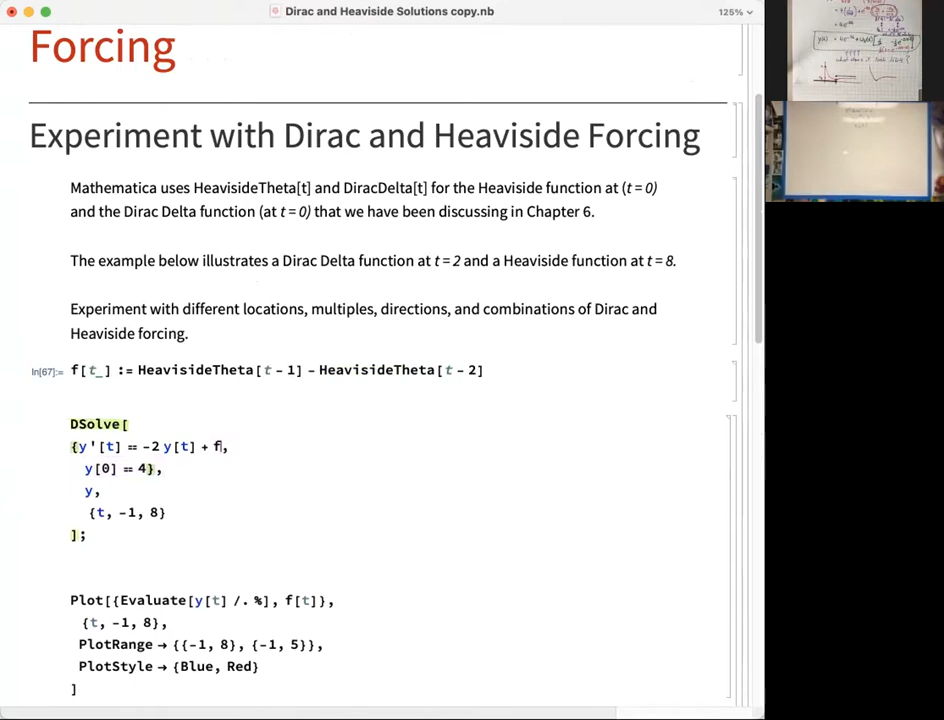 Dirac and Heaviside Solutions copy.nb
125%
Forcing
Experiment with Dirac and Heaviside Forcing
Mathematica uses HeavisideTheta[t] and DiracDelta[t] for the Heaviside function at (t = 0)
and the Dirac Delta function (at t = 0) that we have been discussing in Chapter 6.
The example below illustrates a Dirac Delta function at t = 2 and a Heaviside function at t = 8.
Experiment with different locations, multiples, directions, and combinations of Dirac and
Heaviside forcing.
In[67]:= f[t_] := HeavisideTheta[t - 1] - HeavisideTheta[t - 2]
DSolve[
{y'[t] == -2 y[t] + f,
y[0] == 4},
y,
{t, -1, 8}
];
Plot[{Evaluate[y[t] /. %], f[t]},
{t, -1, 8},
PlotRange → {{-1, 8}, {-1, 5}},
PlotStyle → {Blue, Red}
]